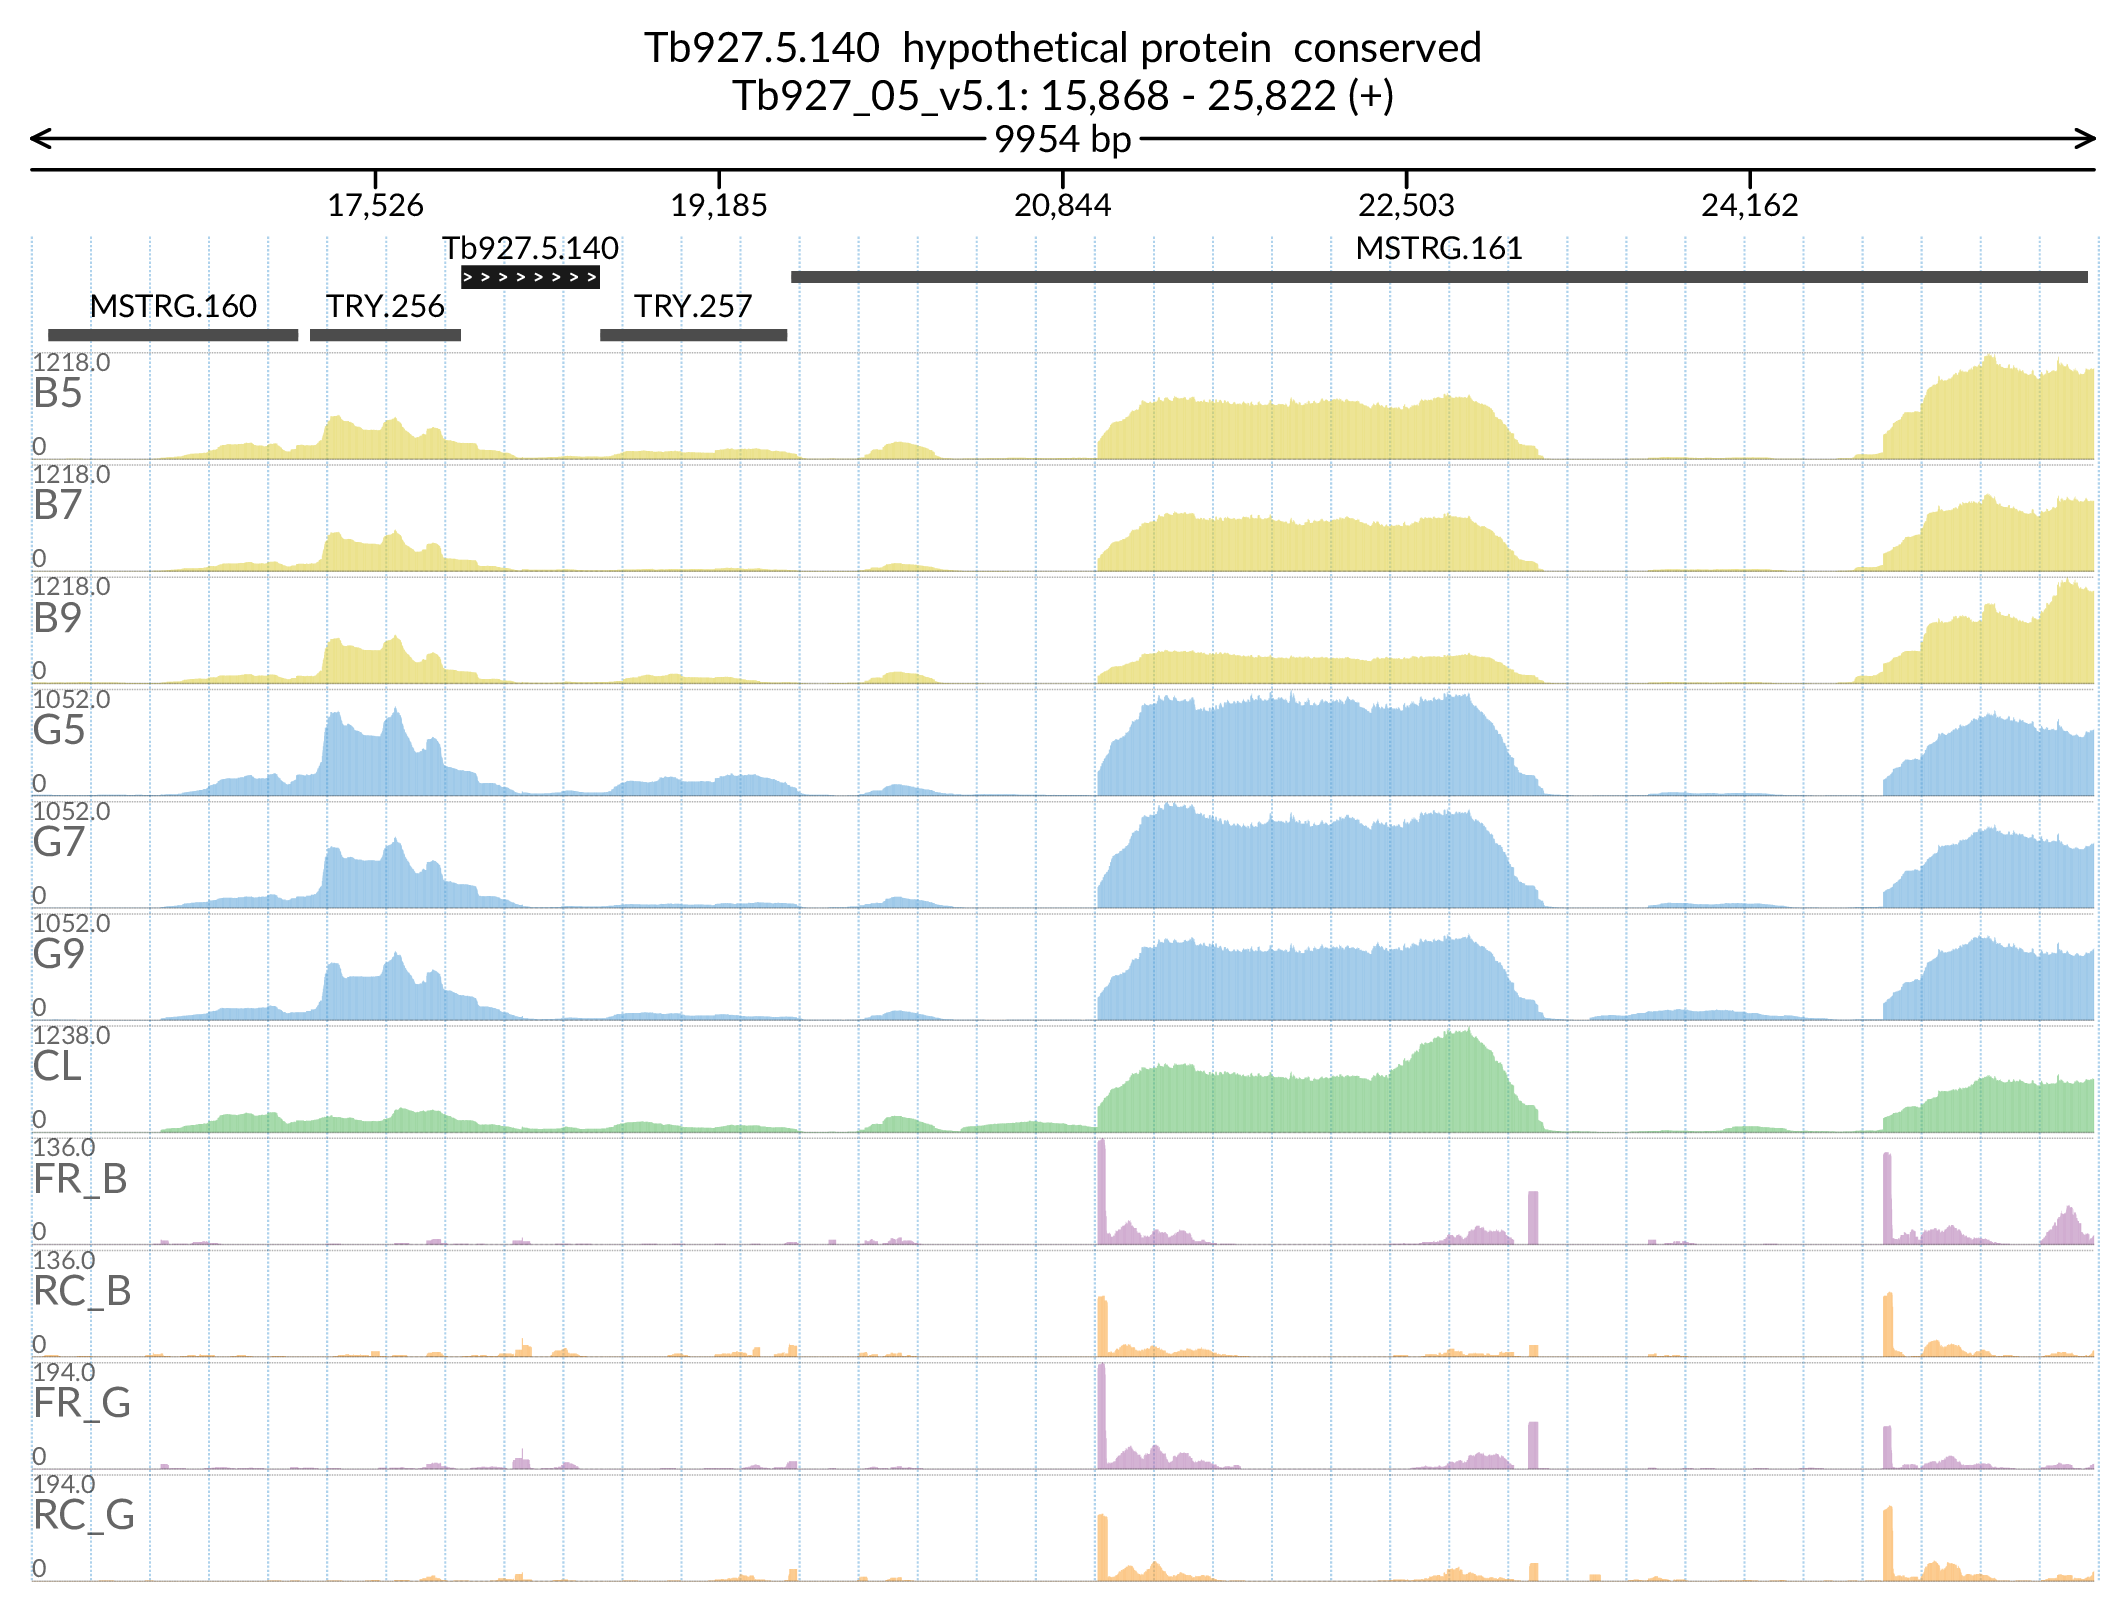 Tb927.5.140 hypothetical protein conserved
Tb927_05_v5.1: 15,868 - 25,822 (+)
9954 bp
17,526 19,185 20,844 22,503 24,162
Tb927.5.140 MSTRG.161
> > > > > > > >
MSTRG.160 TRY.256 TRY.257
1218.0
B5
0
1218.0
B7
0
1218.0
B9
0
1052.0
G5
0
1052.0
G7
0
1052.0
G9
0
1238.0
CL
0
136.0
FR_B
0
136.0
RC_B
0
194.0
FR_G
0
194.0
RC_G
0